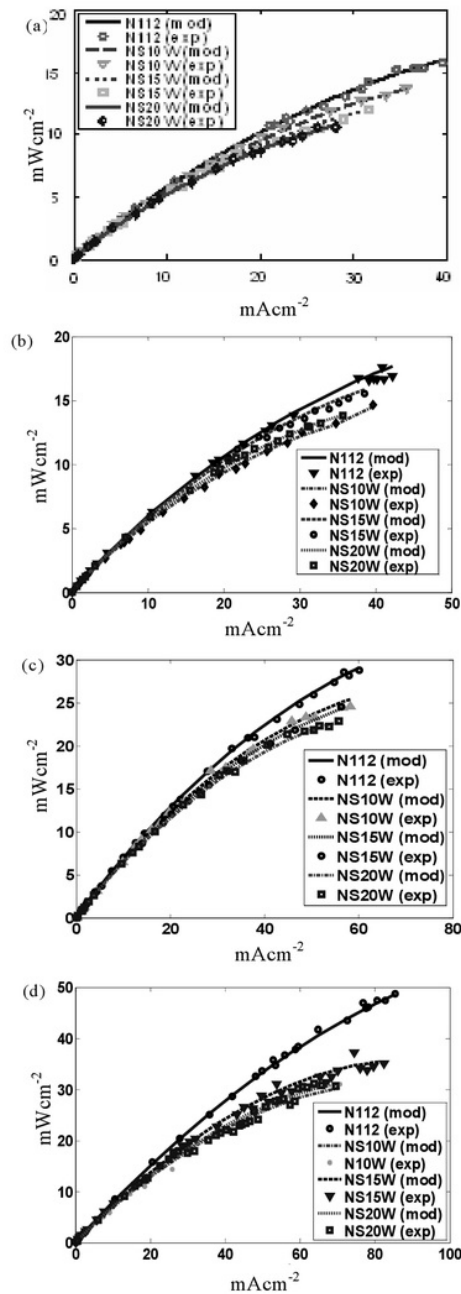 (a)
N112 (mod)
N112 (exp)
NS10W(mod)
NS10W(exp)
NS15W(mod)
NS15W(exp)
NS20W(mod)
NS20W(exp)
20
15
10
5
0
mWcm-2
0 10 20 30 40
mAcm-2
(b)
20
15
10
5
0
mWcm-2
N112 (mod)
N112 (exp)
NS10W (mod)
NS10W (exp)
NS15W (mod)
NS15W (exp)
NS20W (mod)
NS20W (exp)
0 10 20 30 40 50
mAcm-2
(c)
30
25
20
15
10
5
0
mWcm-2
N112 (mod)
N112 (exp)
NS10W (mod)
NS10W (exp)
NS15W (mod)
NS15W (exp)
NS20W (mod)
NS20W (exp)
0 20 40 60 80
mAcm-2
(d)
50
40
30
20
10
0
mWcm-2
N112 (mod)
N112 (exp)
NS10W (mod)
N10W (exp)
NS15W (mod)
NS15W (exp)
NS20W (mod)
NS20W (exp)
0 20 40 60 80 100
mAcm-2